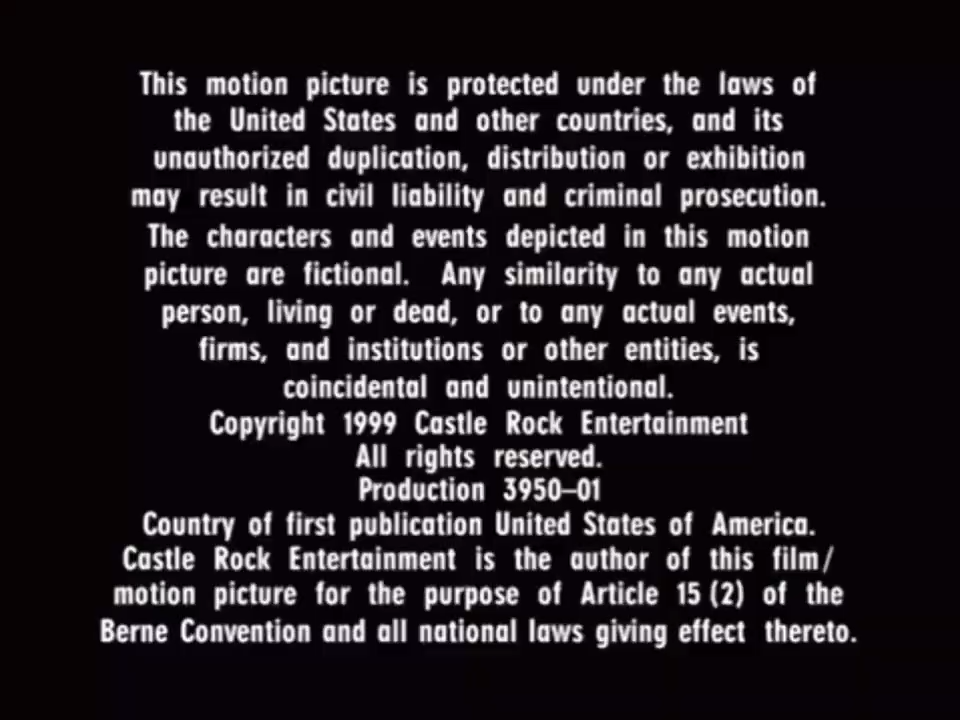 This motion picture is protected under the laws of
the United States and other countries, and its
unauthorized duplication, distribution or exhibition
may result in civil liability and criminal prosecution.
The characters and events depicted in this motion
picture are fictional. Any similarity to any actual
person, living or dead, or to any actual events,
firms, and institutions or other entities, is
coincidental and unintentional.
Copyright 1999 Castle Rock Entertainment
All rights reserved.
Production 3950–01
Country of first publication United States of America.
Castle Rock Entertainment is the author of this film/
motion picture for the purpose of Article 15 (2) of the
Berne Convention and all national laws giving effect thereto.